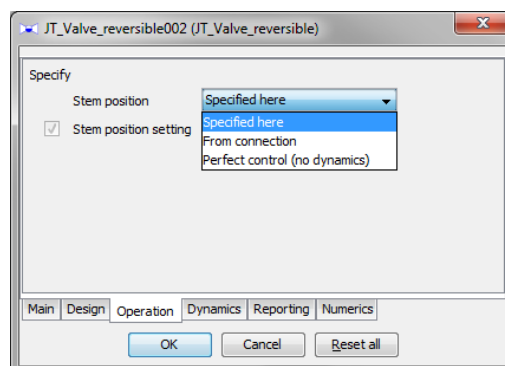 JT_Valve_reversible002 (JT_Valve_reversible)
Specify
Stem position Specified here
Stem position setting Specified here
From connection
Perfect control (no dynamics)
Main Design Operation Dynamics Reporting Numerics
OK Cancel Reset all